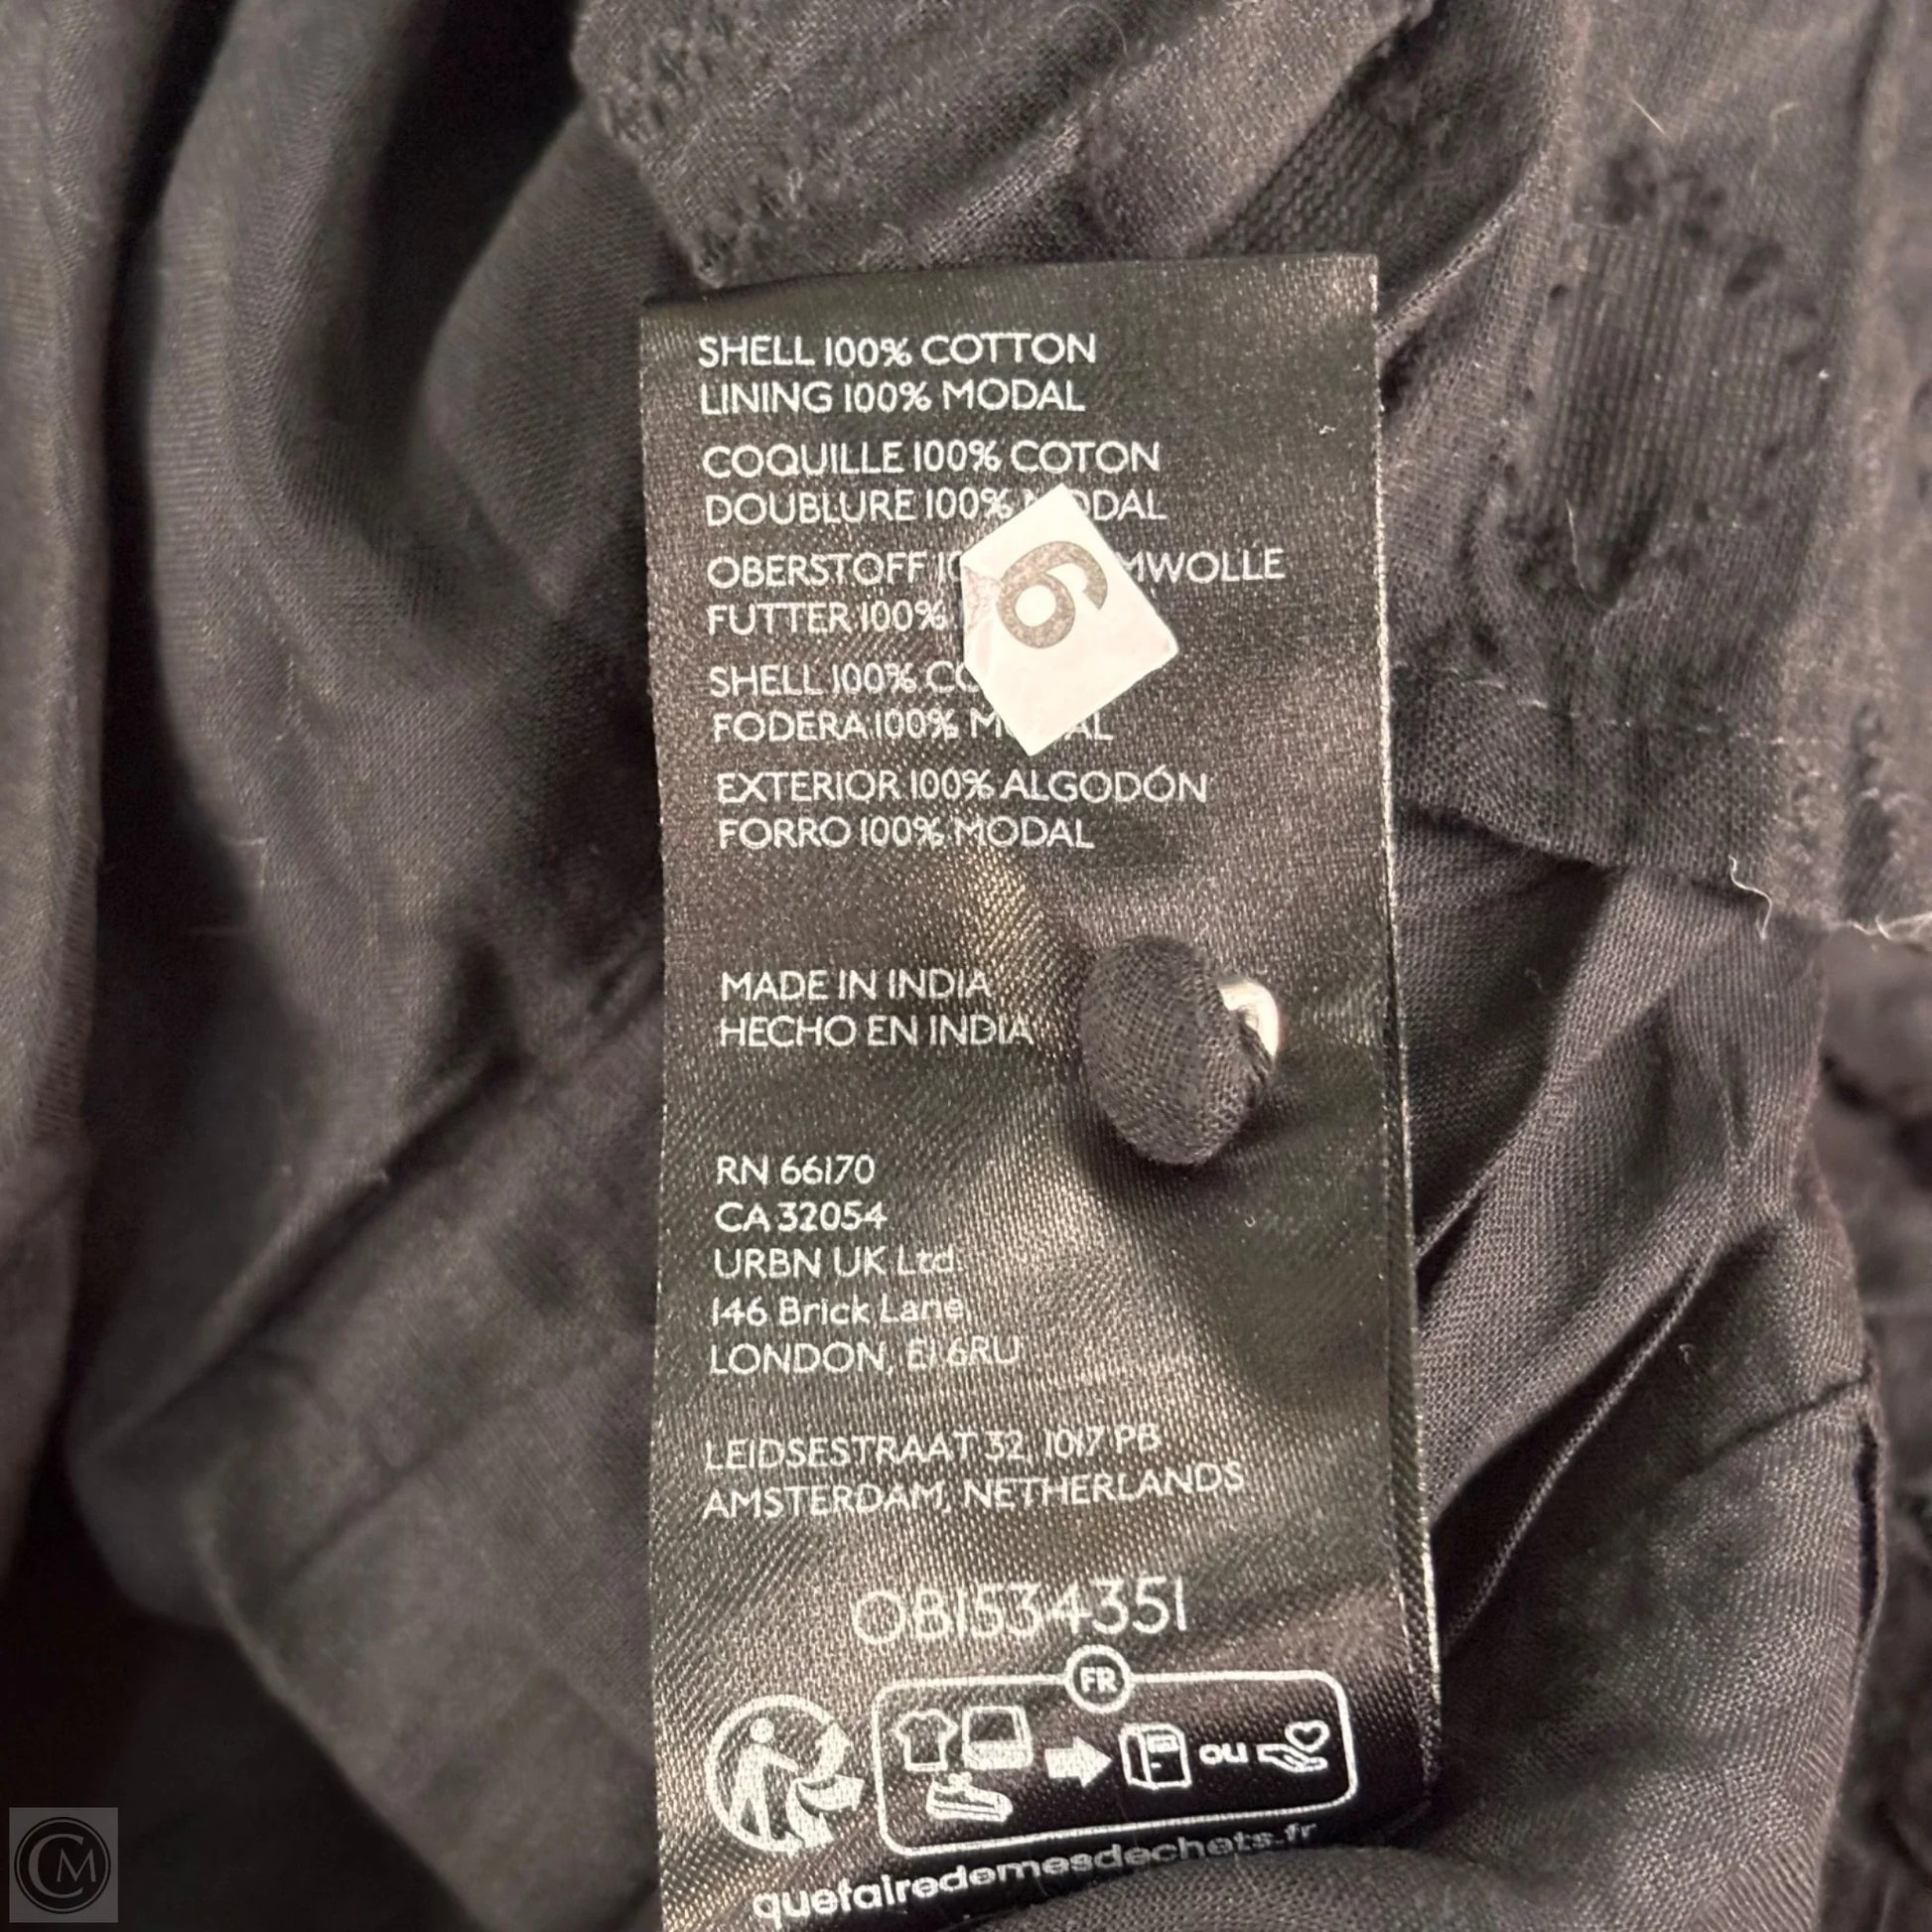 SHELL 100% COTTON
LINING 100% MODAL
COQUILLE 100% COTON
DOUBLURE 100%
OBERSTOFF
FUTTER 100%
6
SHELL 100%
FODERA 100%
EXTERIOR 100% ALGODÓN
FORRO 100% MODAL
MADE IN INDIA
HECHO EN INDIA
RN 66170
CA 32054
URBN UK Ltd
146 Brick Lane,
LONDON, E1 6RU
LEIDSESTRAAT 32, 1017 PB
AMSTERDAM, NETHERLANDS
OB1534351
FR
OU
quefairedemesdechets.fr
CM